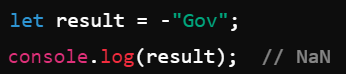 let result = -"Gov";
console.log(result);  // NaN